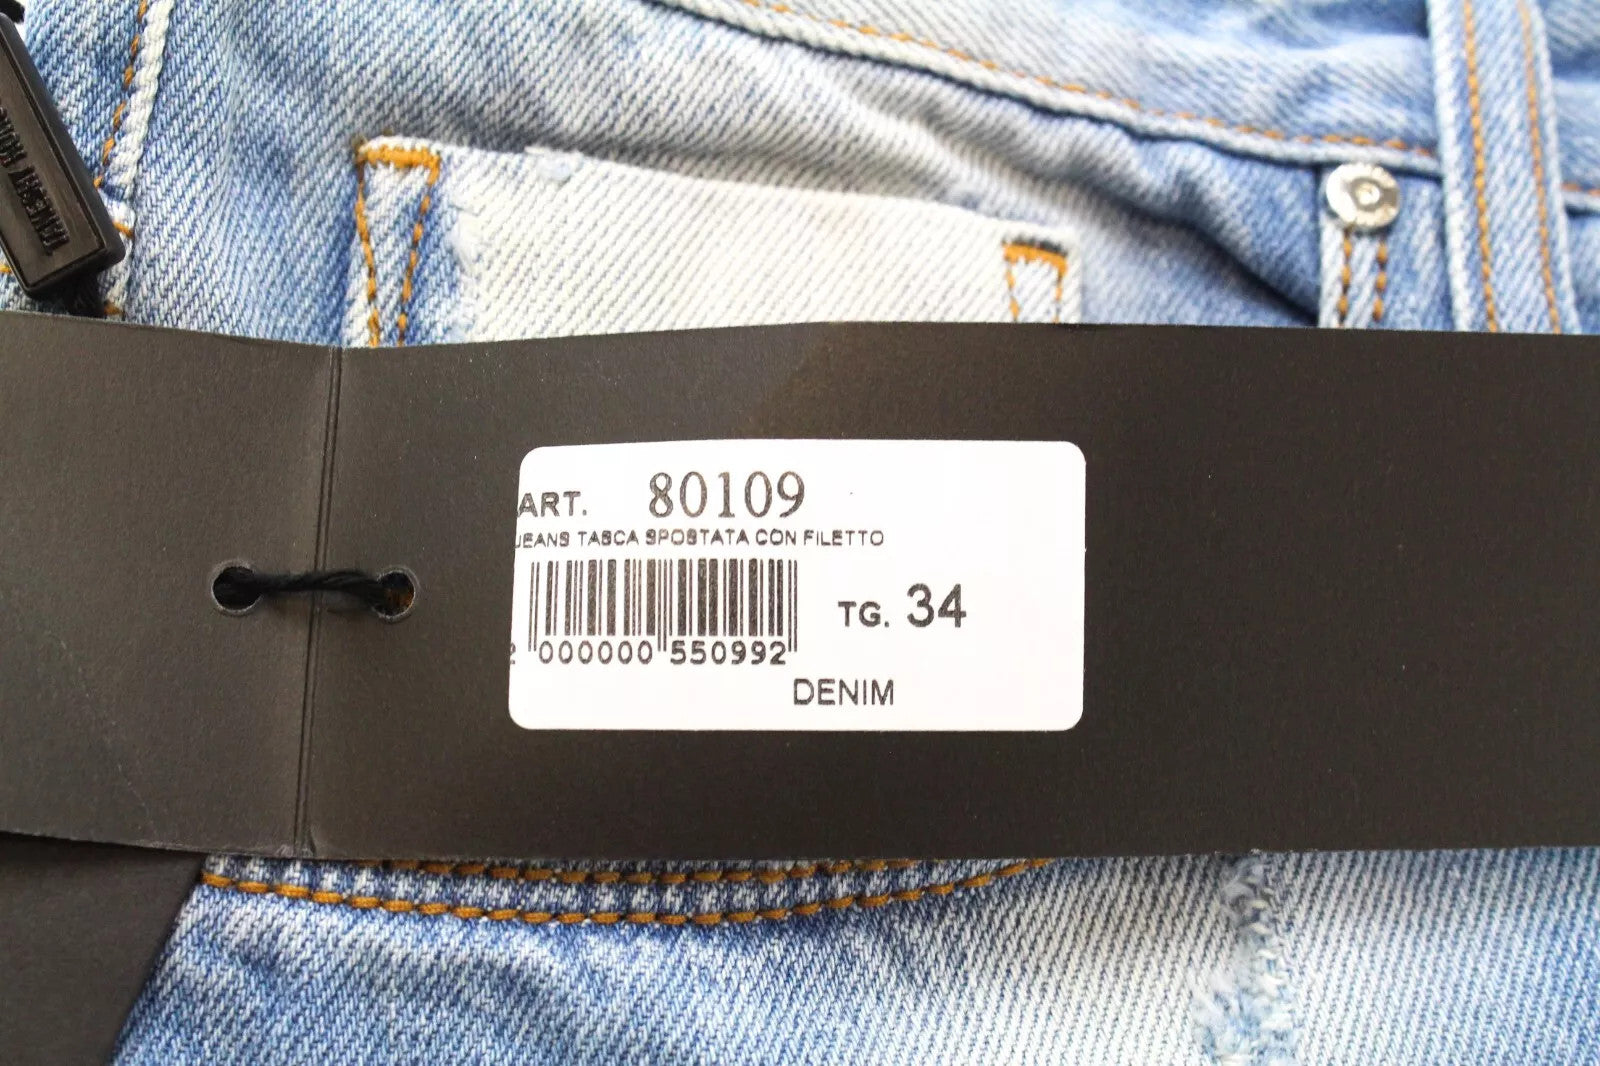 ART. 80109
JEANS TASCA SPOSTATA CON FILETTO
TG. 34
2 000000 550992
DENIM